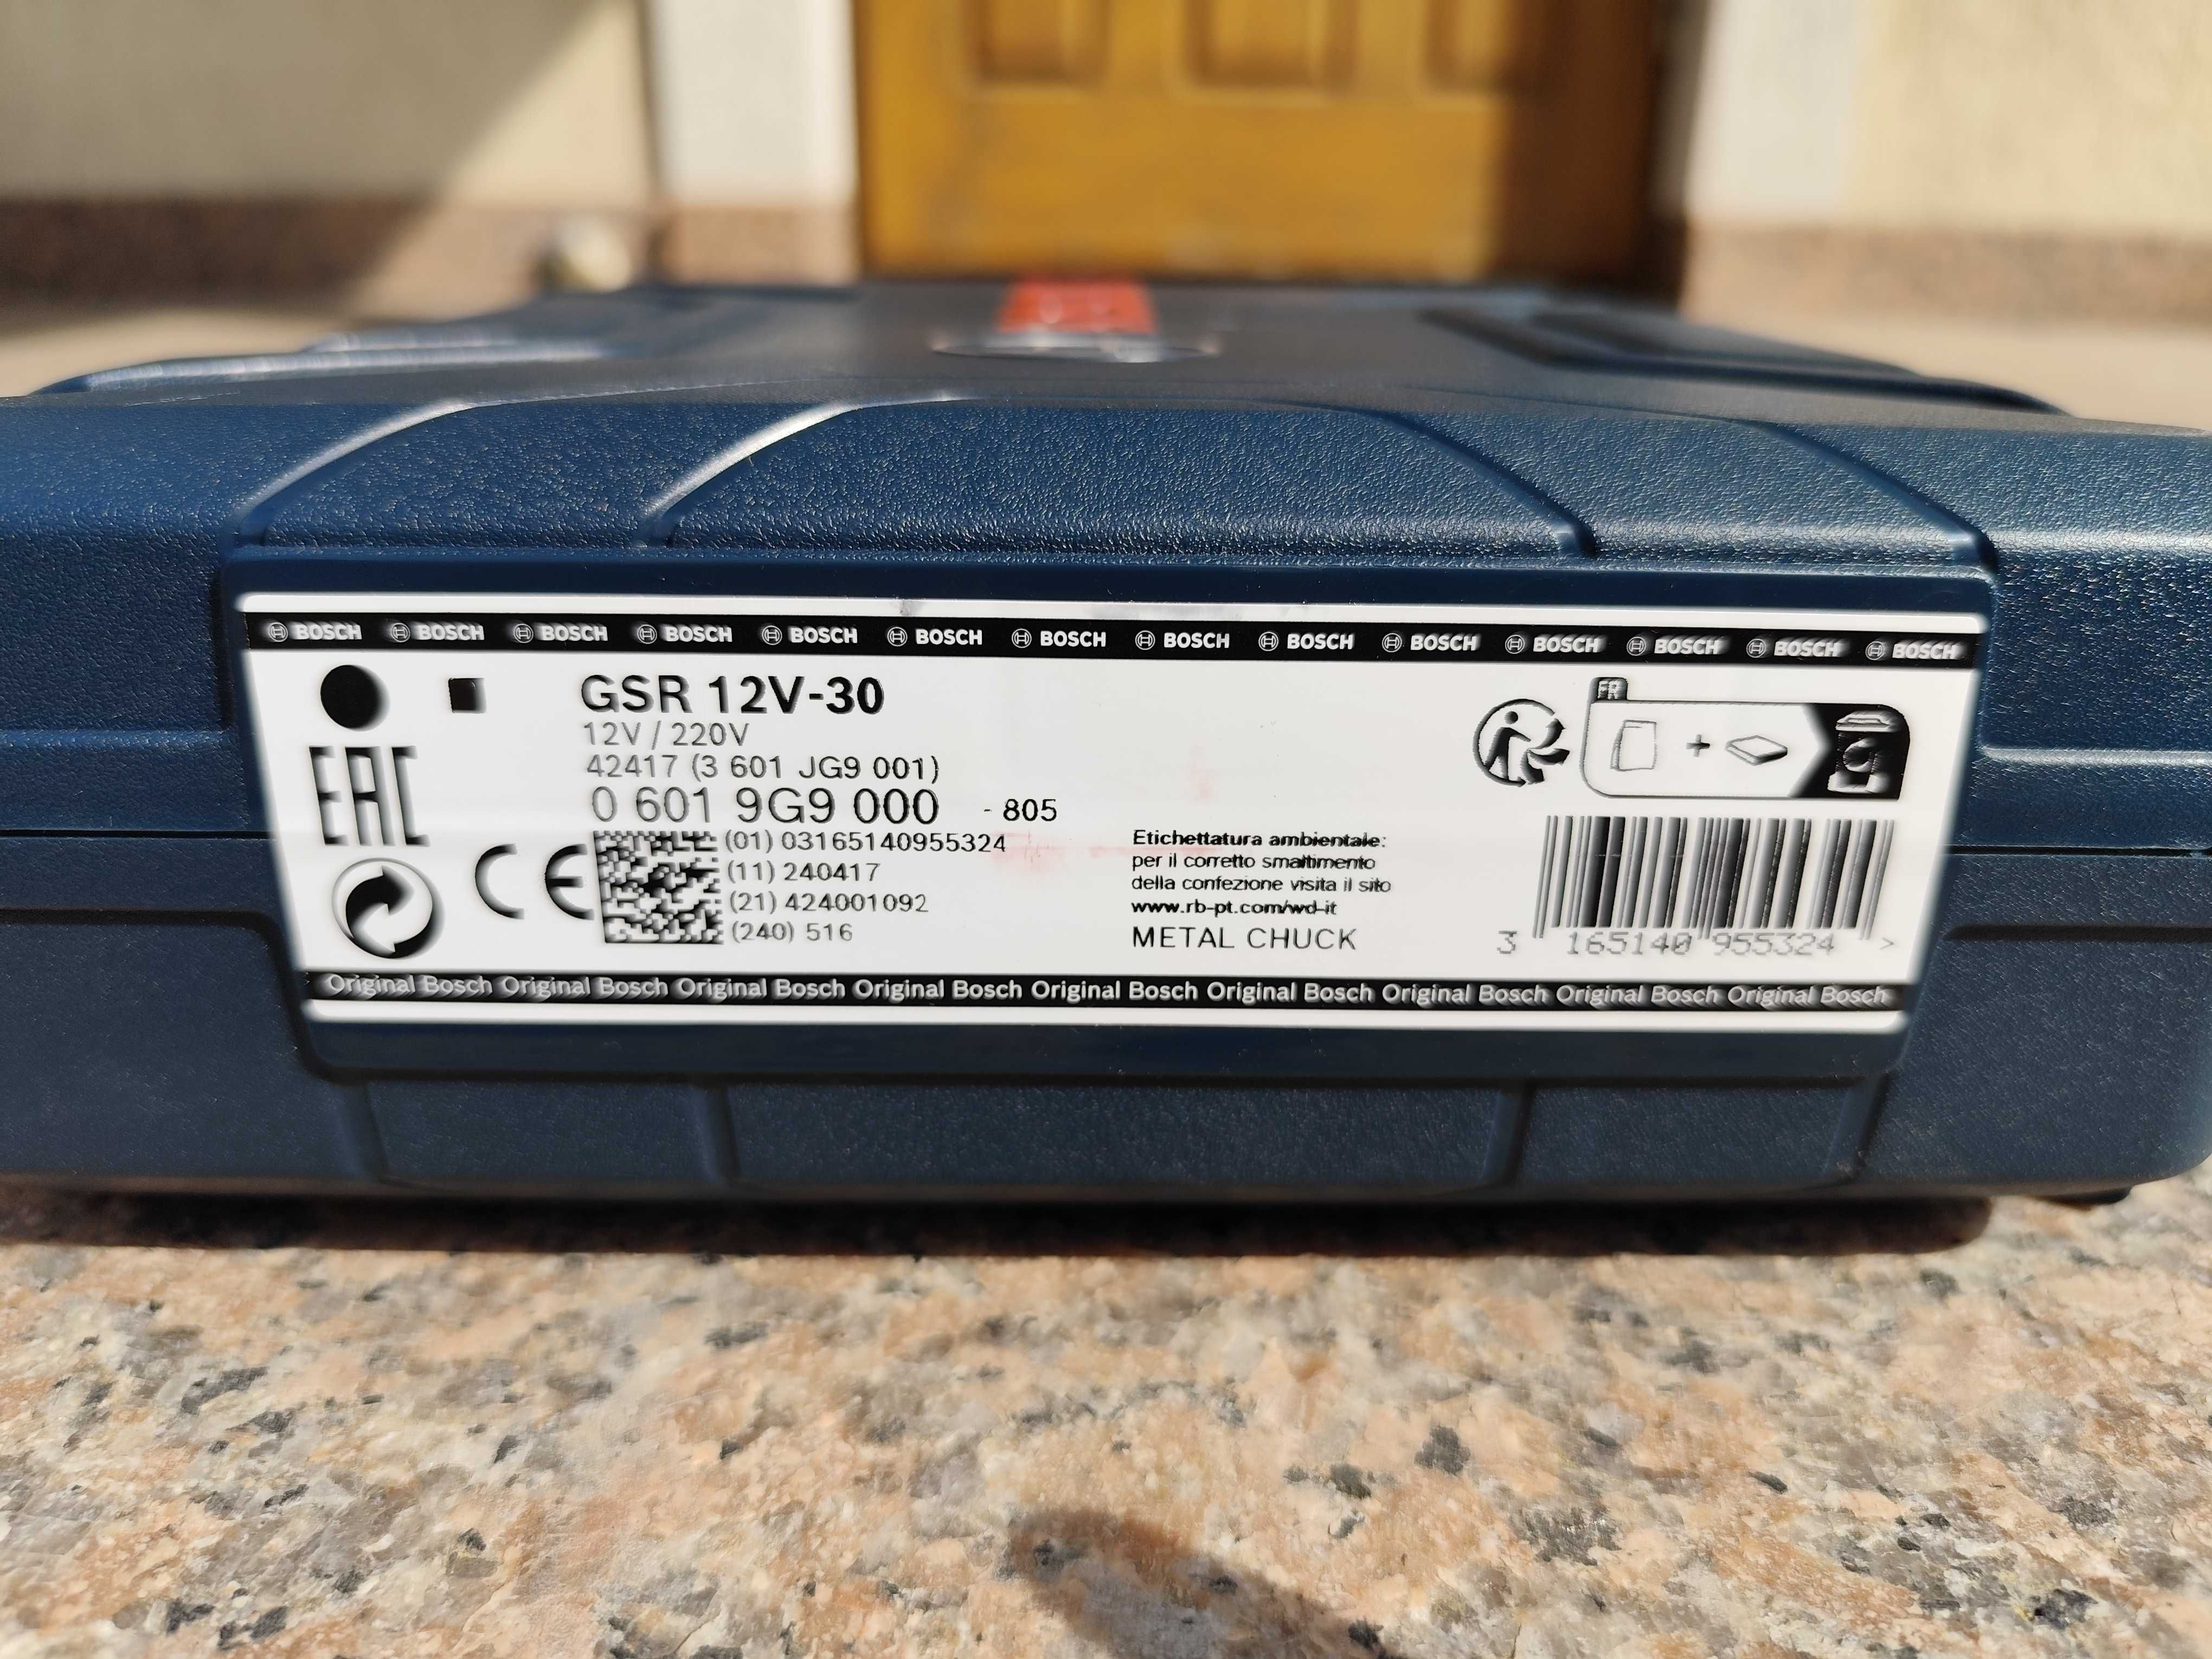 BOSCH BOSCH BOSCH BOSCH BOSCH BOSCH BOSCH BOSCH BOSCH BOSCH BOSCH BOSCH BOSCH BOSCH
GSR 12V-30
12V / 220V
42417 (3 601 JG9 001)
0 601 9G9 000 - 805
(01) 03165140955324
(11) 240417
(21) 424001092
(240) 516
EAC
CE
Etichettatura ambientale:
per il corretto smaltimento
della confezione visita il sito
www.rb-pt.com/wd-it
METAL CHUCK
FR
+
3 165140 955324 >
Original Bosch Original Bosch Original Bosch Original Bosch Original Bosch Original Bosch Original Bosch Original Bosch Original Bosch